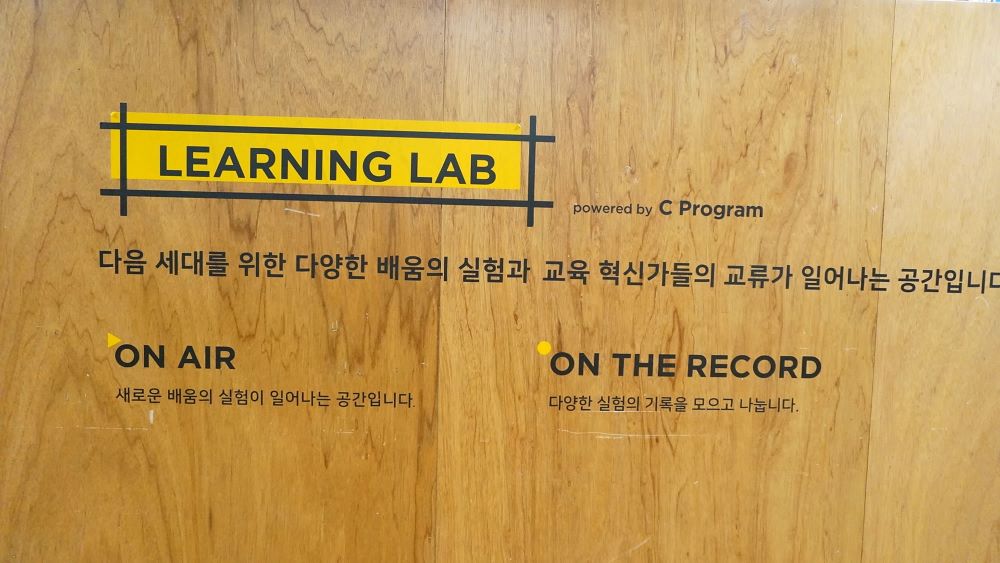 LEARNING LAB
powered by C Program
다음 세대를 위한 다양한 배움의 실험과 교육 혁신가들의 교류가 일어나는 공간입니다
ON AIR
새로운 배움의 실험이 일어나는 공간입니다.
ON THE RECORD
다양한 실험의 기록을 모으고 나눕니다.